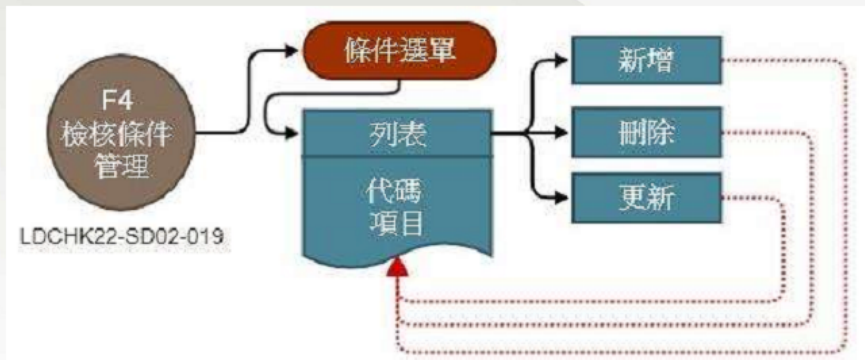 F4
檢核條件
管理
LDCHK22-SD02-019
條件選單
列表
代碼
項目
新增
刪除
更新